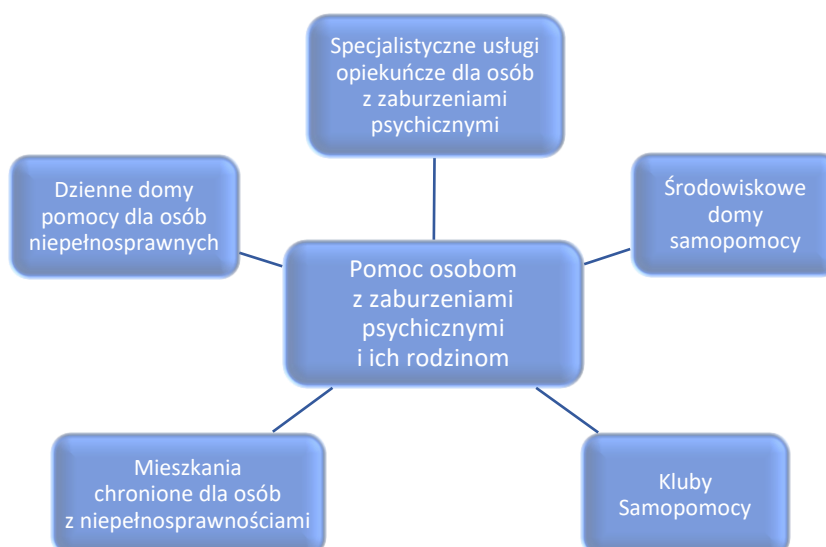 Specjalistyczne usługi
opiekuńcze dla osób
z zaburzeniami
psychicznymi
Dzienne domy
pomocy dla osób
niepełnosprawnych
Środowiskowe
domy
samopomocy
Pomoc osobom
z zaburzeniami
psychicznymi
i ich rodzinom
Mieszkania
chronione dla osób
z niepełnosprawnościami
Kluby
Samopomocy